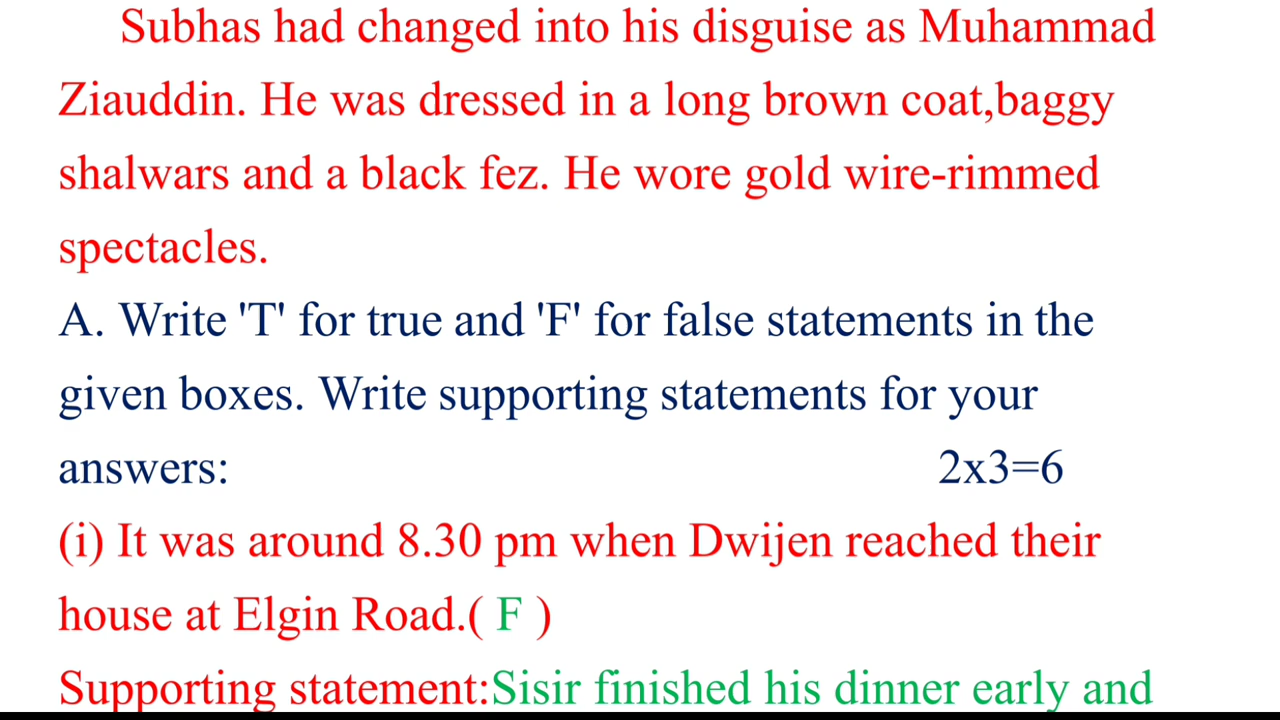 Subhas had changed into his disguise as Muhammad
Ziauddin. He was dressed in a long brown coat,baggy
shalwars and a black fez. He wore gold wire-rimmed
spectacles.
A. Write 'T' for true and 'F' for false statements in the
given boxes. Write supporting statements for your
answers: 2x3=6
(i) It was around 8.30 pm when Dwijen reached their
house at Elgin Road.( F )
Supporting statement:Sisir finished his dinner early and